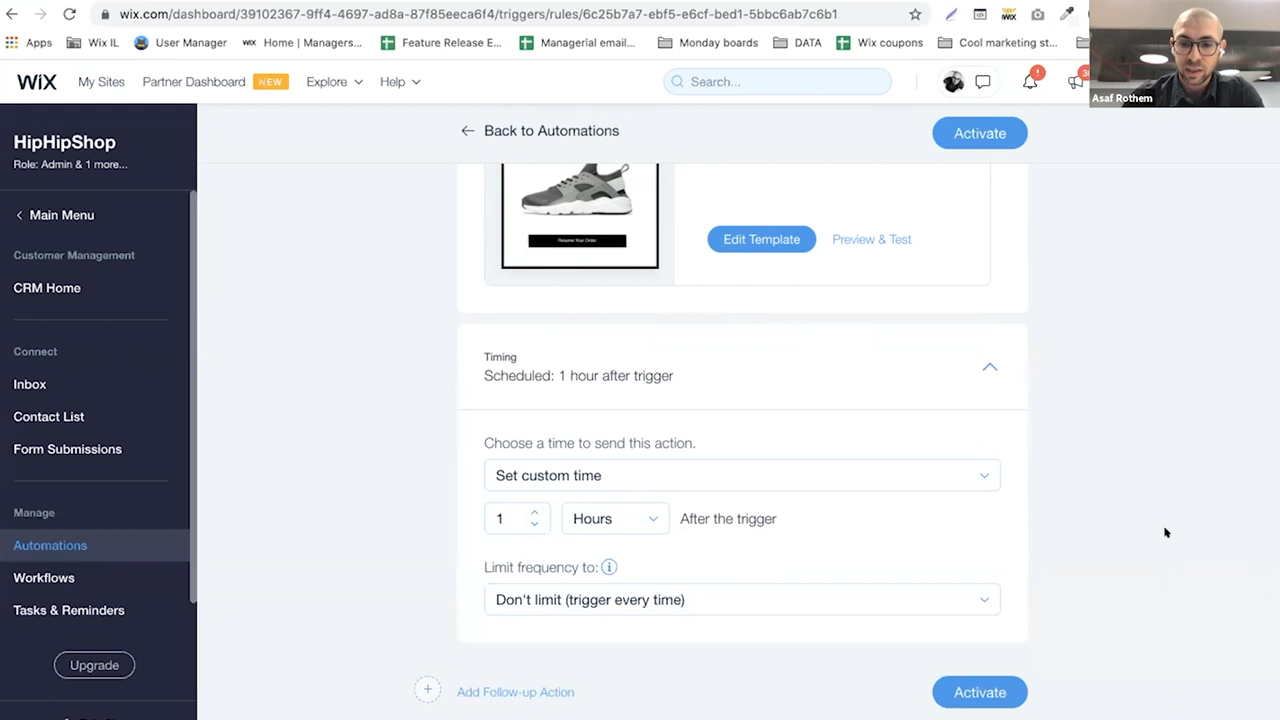 wix.com/dashboard/39102367-9ff4-4697-ad8a-87f85eeca6f4/triggers/rules/6c25b7a7-ebf5-e6cf-bed1-5bbc6ab7c6b1
Apps Wix IL User Manager WiX Home | Managers... Feature Release E... Managerial email... Monday boards DATA Wix coupons Cool marketing st...
WiX My Sites Partner Dashboard NEW Explore Help Search...
Asaf Rothem
HipHipShop
Role: Admin & 1 more...
Main Menu
Customer Management
CRM Home
Connect
Inbox
Contact List
Form Submissions
Manage
Automations
Workflows
Tasks & Reminders
Upgrade
Back to Automations Activate
Resume Your Order
Edit Template Preview & Test
Timing
Scheduled: 1 hour after trigger
Choose a time to send this action.
Set custom time
1 Hours After the trigger
Limit frequency to:
Don't limit (trigger every time)
Add Follow-up Action Activate